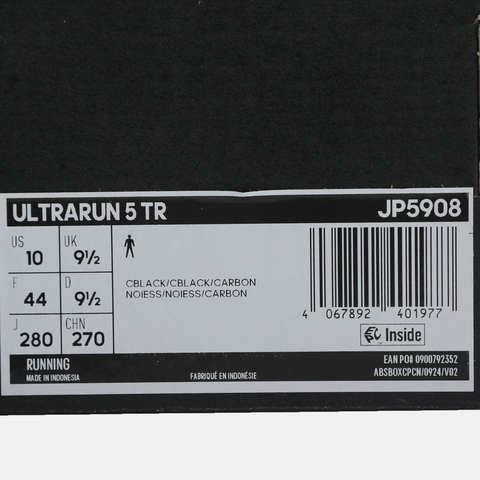 ULTRARUN 5 TR JP5908
US 10 UK 9½
F 44 D 9½
J 280 CHN 270
CBLACK/CBLACK/CARBON
NOIESS/NOIESS/CARBON
4 067892 401977
Inside
RUNNING
MADE IN INDONESIA FABRIQUÉ EN INDONÉSIE
EAN PO# 0900792352
ABSBOXCPCN/0924/V02